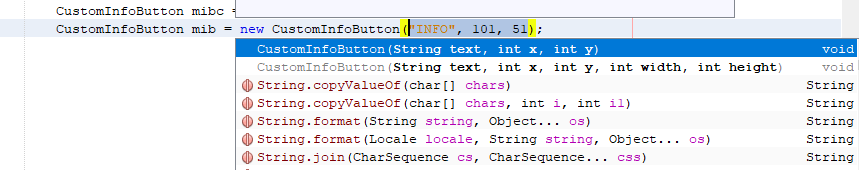 CustomInfoButton mibc =
CustomInfoButton mib = new CustomInfoButton("INFO", 101, 51);
CustomInfoButton(String text, int x, int y) void
CustomInfoButton(String text, int x, int y, int width, int height) void
String.copyValueOf(char[] chars) String
String.copyValueOf(char[] chars, int i, int i1) String
String.format(String string, Object... os) String
String.format(Locale locale, String string, Object... os) String
String.join(CharSequence cs, CharSequence... css) String